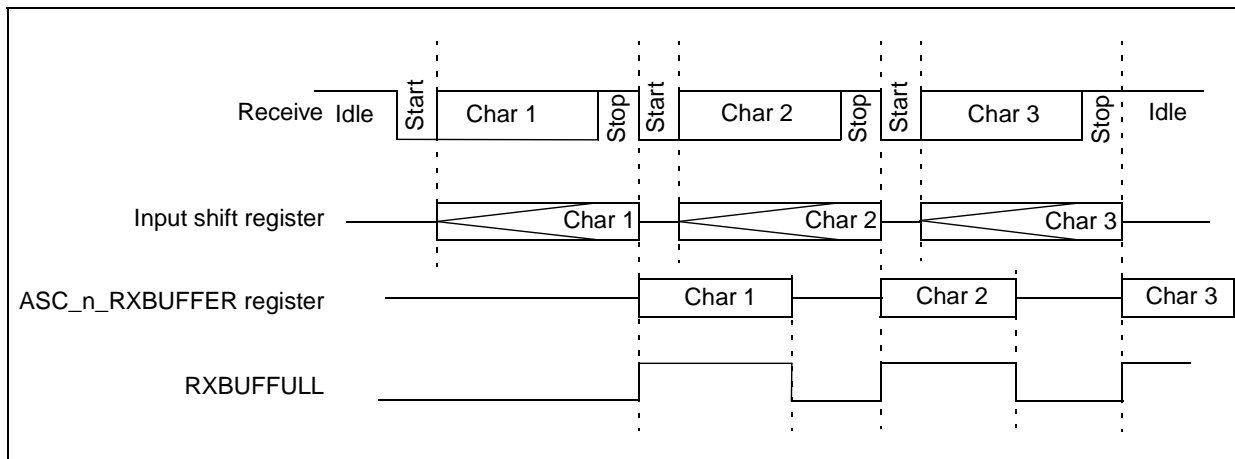 Receive Idle Start Char 1 Stop Start Char 2 Stop Start Char 3 Stop Idle
Input shift register Char 1 Char 2 Char 3
ASC_n_RXBUFFER register Char 1 Char 2 Char 3
RXBUFFULL